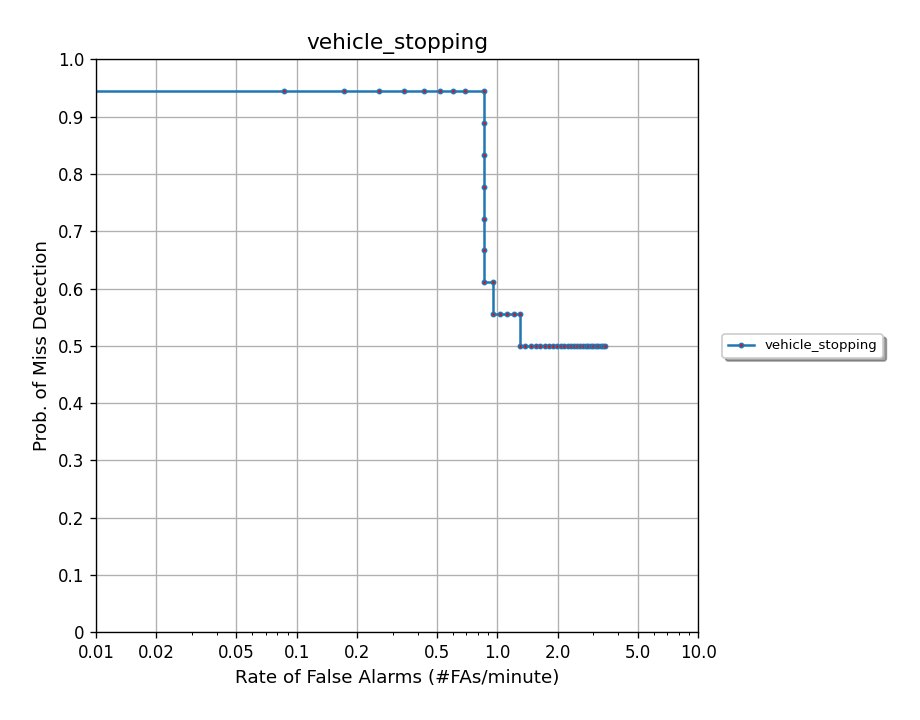 vehicle_stopping
1.0
0.9
0.8
0.7
0.6
0.5
0.4
0.3
0.2
0.1
0
Prob. of Miss Detection
0.01 0.02 0.05 0.1 0.2 0.5 1.0 2.0 5.0 10.0
Rate of False Alarms (#FAs/minute)
vehicle_stopping